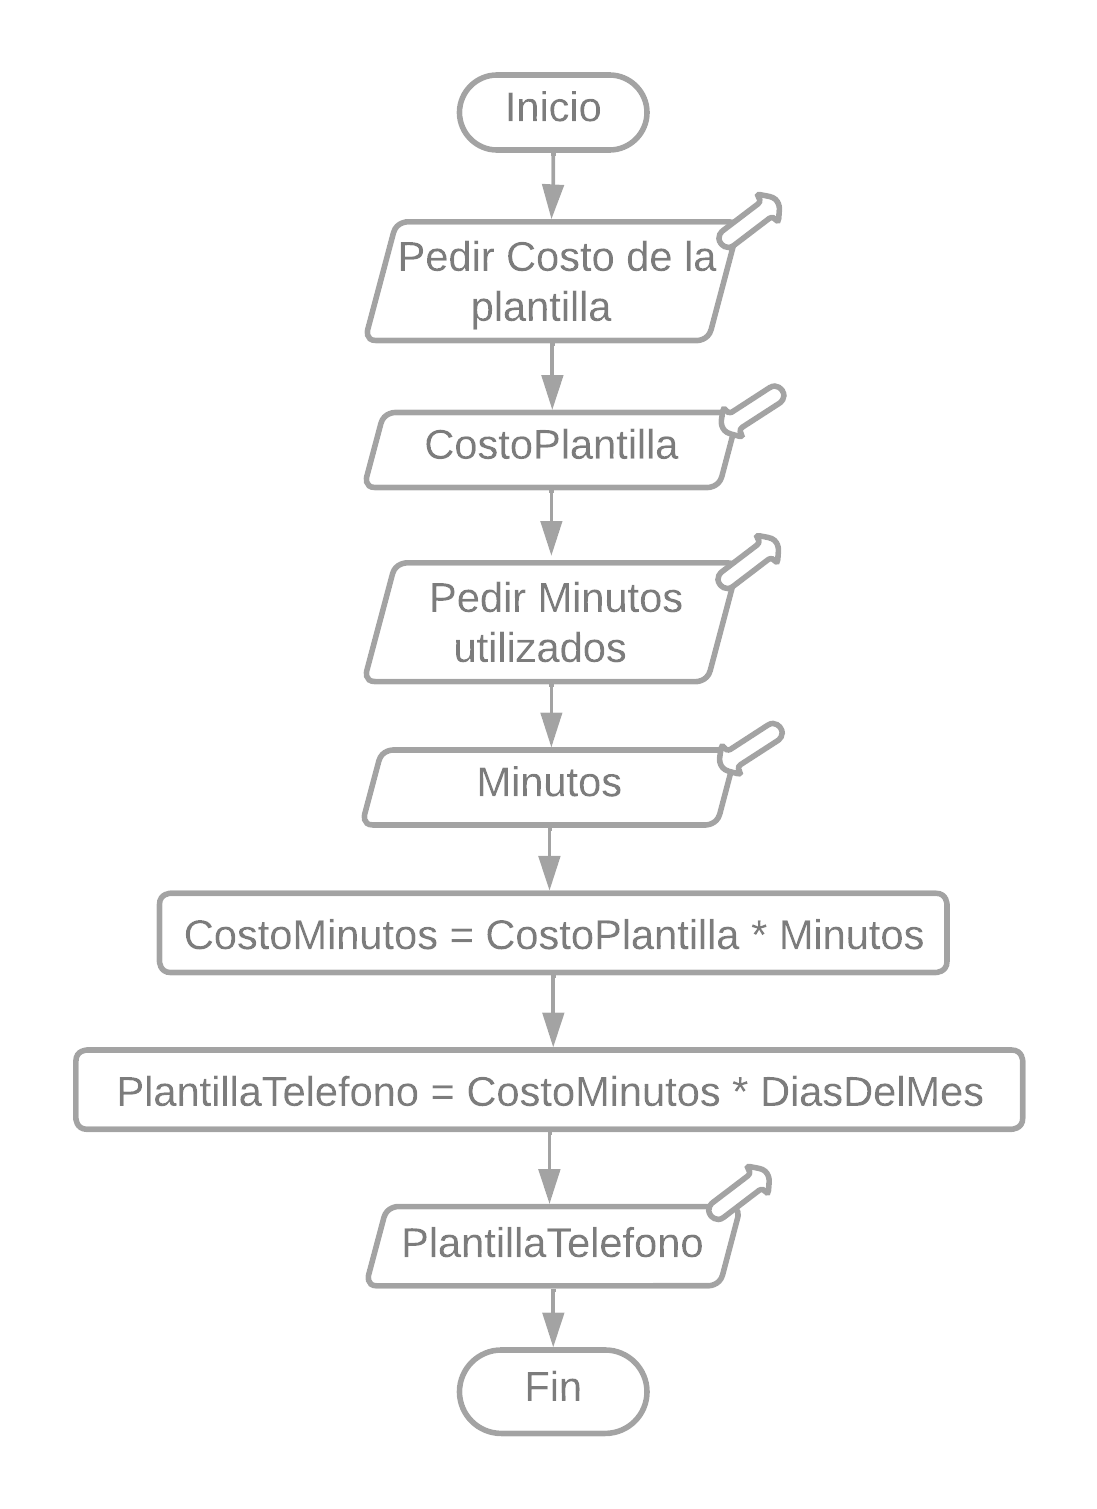 Inicio
Pedir Costo de la
plantilla
CostoPlantilla
Pedir Minutos
utilizados
Minutos
CostoMinutos = CostoPlantilla * Minutos
PlantillaTelefono = CostoMinutos * DiasDelMes
PlantillaTelefono
Fin